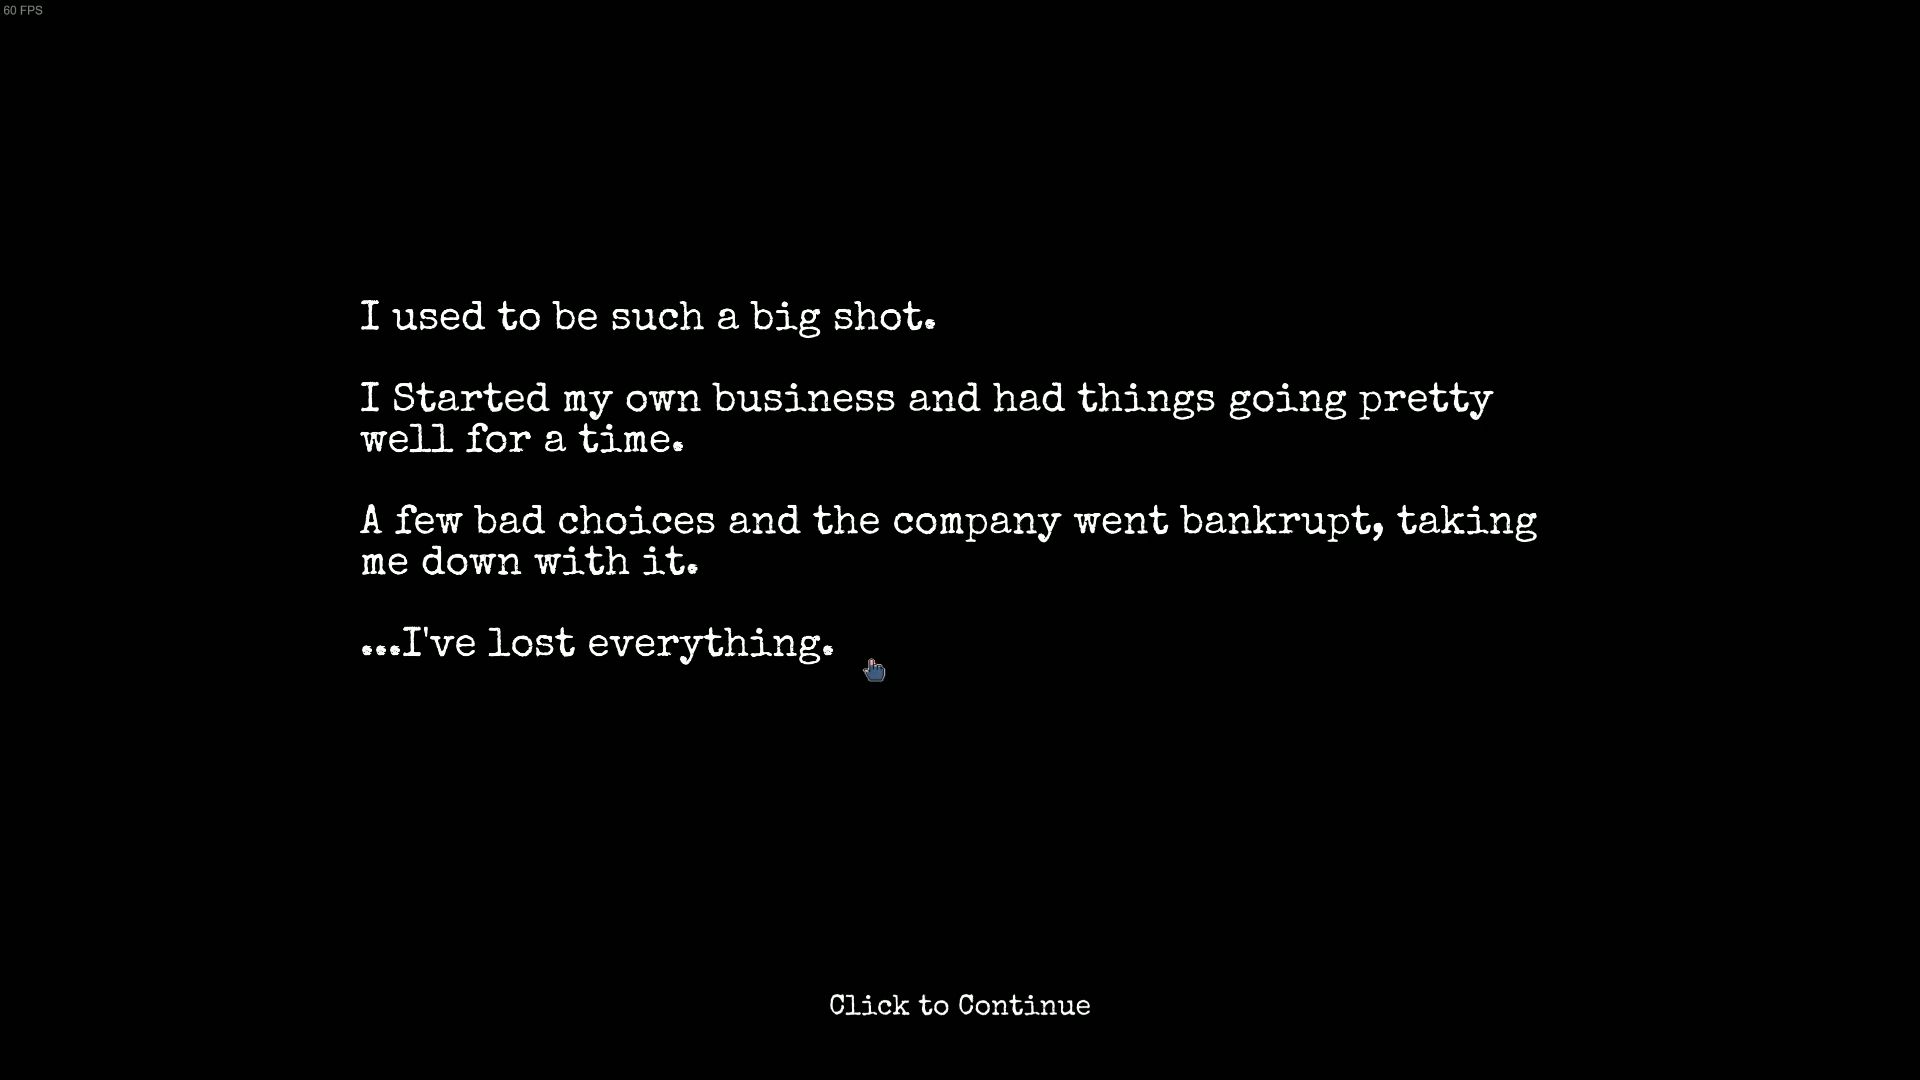 60 FPS
I used to be such a big shot.
I Started my own business and had things going pretty
well for a time.
A few bad choices and the company went bankrupt, taking
me down with it.
...I've lost everything.
Click to Continue